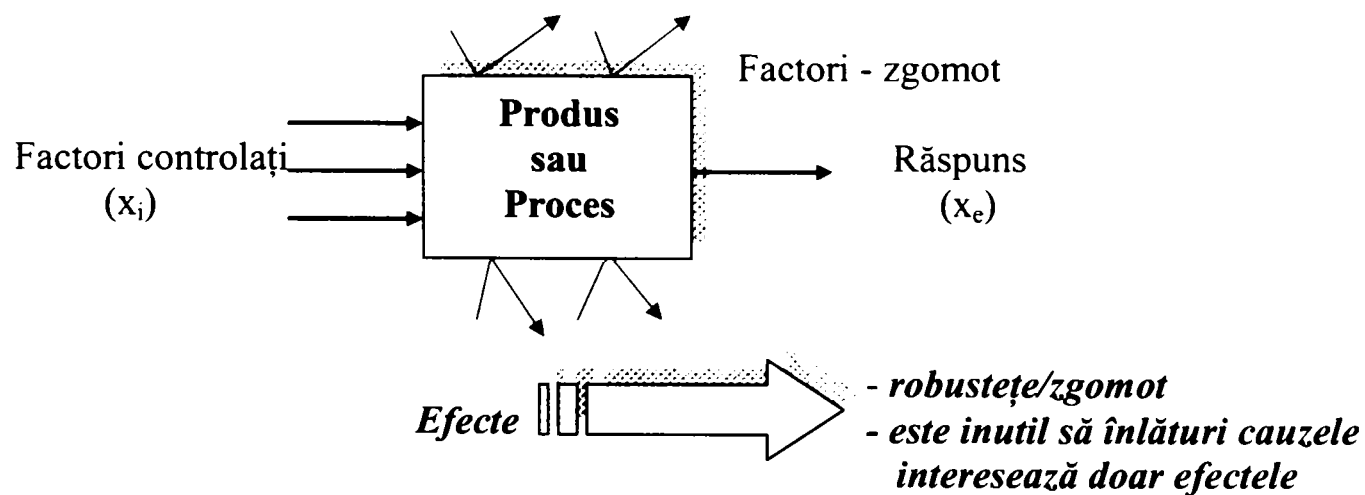 Factori - zgomot
Produs
sau
Proces
Factori controlați
(xᵢ)
Răspuns
(xₑ)
Efecte
- robustețe/zgomot
- este inutil să înlături cauzele
interesează doar efectele